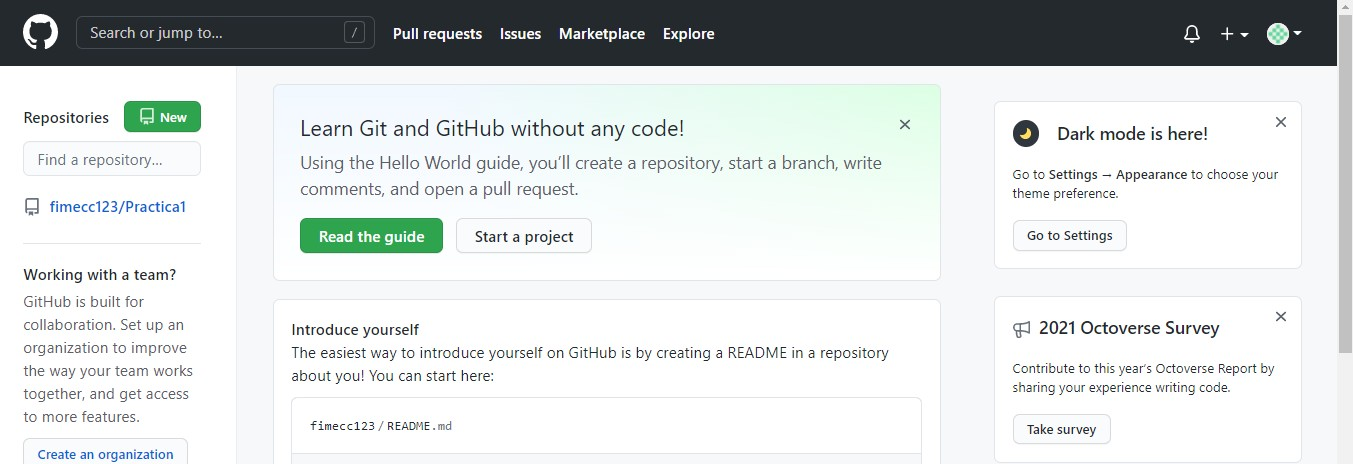 Search or jump to... /
Pull requests
Issues
Marketplace
Explore
Repositories
New
Find a repository...
fimecc123/Practica1
Working with a team?
GitHub is built for
collaboration. Set up an
organization to improve
the way your team works
together, and get access
to more features.
Create an organization
Learn Git and GitHub without any code!
Using the Hello World guide, you’ll create a repository, start a branch, write
comments, and open a pull request.
Read the guide
Start a project
Introduce yourself
The easiest way to introduce yourself on GitHub is by creating a README in a repository
about you! You can start here:
fimecc123 / README.md
Dark mode is here!
Go to Settings → Appearance to choose your
theme preference.
Go to Settings
2021 Octoverse Survey
Contribute to this year’s Octoverse Report by
sharing your experience writing code.
Take survey